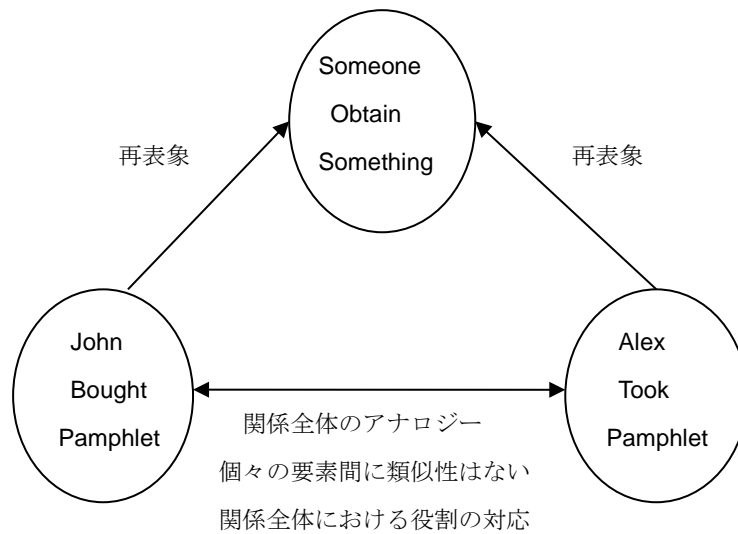 Someone
Obtain
Something
再表象
再表象
John
Bought
Pamphlet
Alex
Took
Pamphlet
関係全体のアナロジー
個々の要素間に類似性はない
関係全体における役割の対応